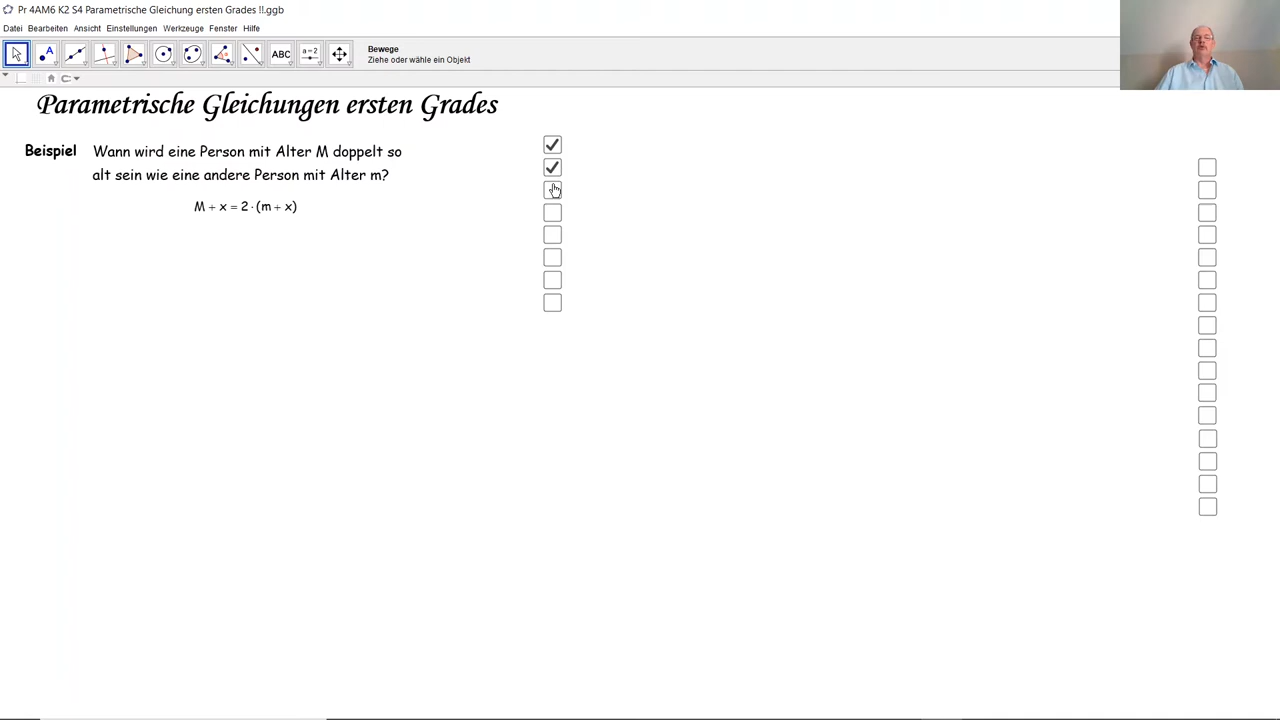 Pr 4AM6 K2 S4 Parametrische Gleichung ersten Grades !!.ggb
Datei Bearbeiten Ansicht Einstellungen Werkzeuge Fenster Hilfe
A
ABC
a = 2
Bewege
Ziehe oder wähle ein Objekt
Parametrische Gleichungen ersten Grades
Beispiel Wann wird eine Person mit Alter M doppelt so
alt sein wie eine andere Person mit Alter m?
M + x = 2 · (m + x)